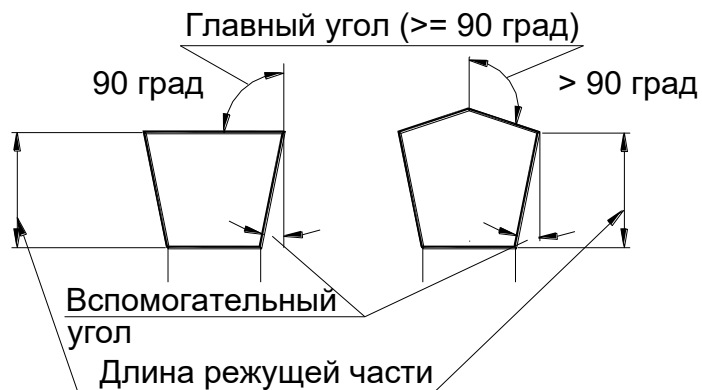 Главный угол (>= 90 град)
90 град
> 90 град
Вспомогательный
угол
Длина режущей части